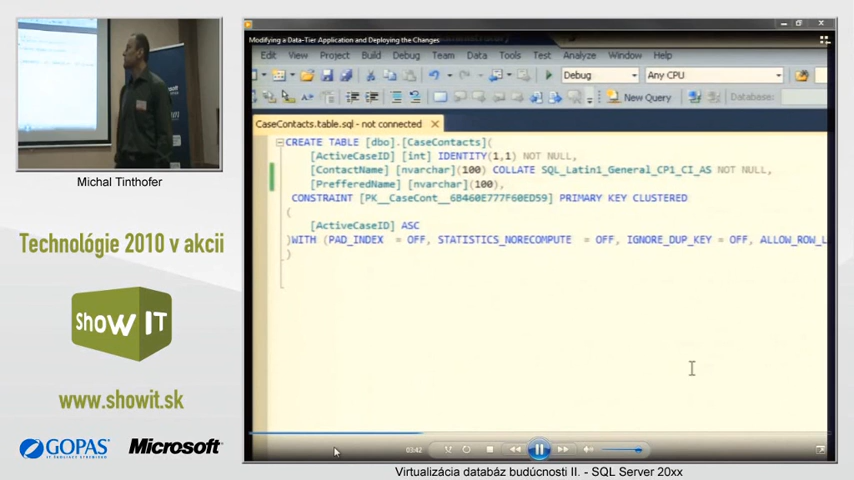 Michal Tinthofer
Technológie 2010 v akcii
ShowIT
www.showit.sk
GOPAS
Microsoft
Modifying a Data-Tier Application and Deploying the Changes
Edit View Project Build Debug Team Data Tools Test Analyze Window Help
Debug Any CPU
New Query Database:
CaseContacts.table.sql - not connected
CREATE TABLE [dbo].[CaseContacts](
[ActiveCaseID] [int] IDENTITY(1,1) NOT NULL,
[ContactName] [nvarchar](100) COLLATE SQL_Latin1_General_CP1_CI_AS NOT NULL,
[PrefferedName] [nvarchar](100),
CONSTRAINT [PK__CaseCont__6B460E777F60ED59] PRIMARY KEY CLUSTERED
(
[ActiveCaseID] ASC
)WITH (PAD_INDEX = OFF, STATISTICS_NORECOMPUTE = OFF, IGNORE_DUP_KEY = OFF, ALLOW_ROW_L
)
03:42
Virtualizácia databáz budúcnosti II. - SQL Server 20xx